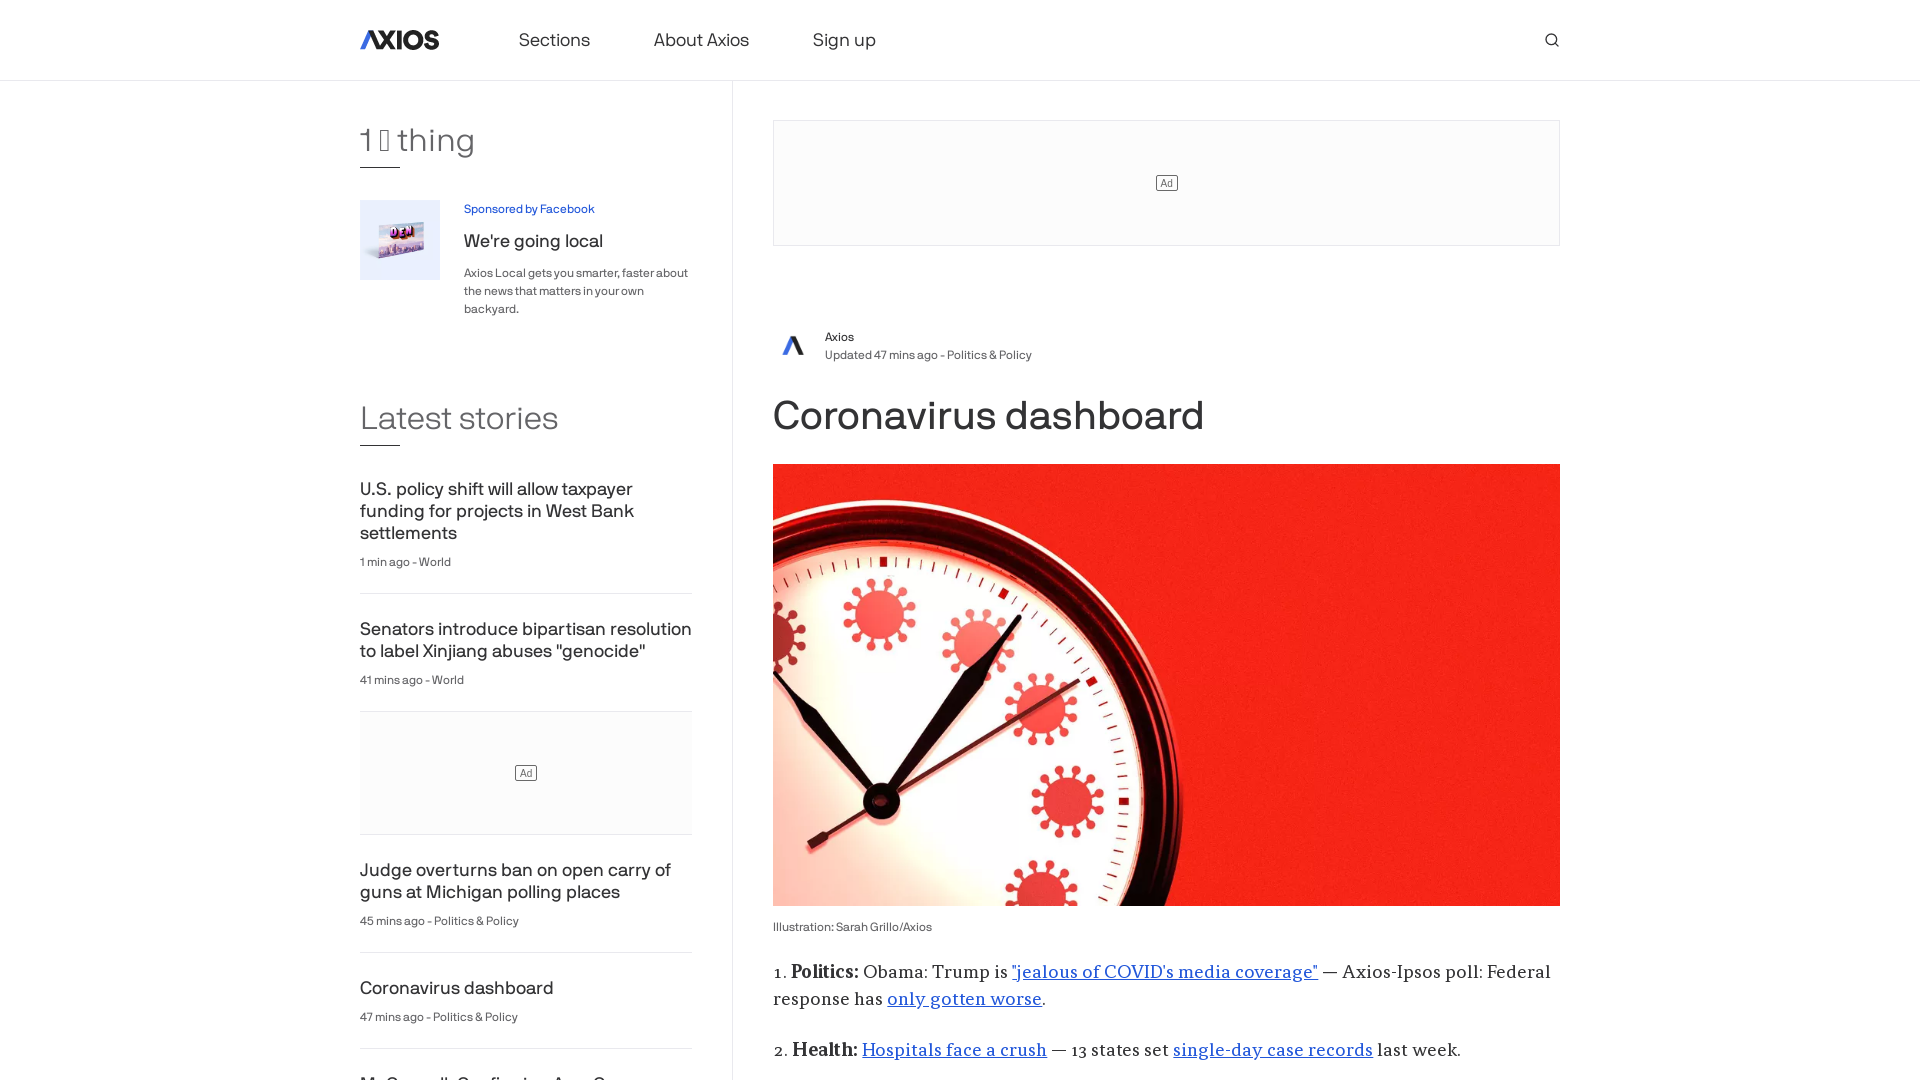 AXIOS
Sections
About Axios
Sign up
1 thing
Sponsored by Facebook
We're going local
Axios Local gets you smarter, faster about
the news that matters in your own
backyard.
Latest stories
U.S. policy shift will allow taxpayer
funding for projects in West Bank
settlements
1 min ago - World
Senators introduce bipartisan resolution
to label Xinjiang abuses "genocide"
41 mins ago - World
Ad
Judge overturns ban on open carry of
guns at Michigan polling places
45 mins ago - Politics & Policy
Coronavirus dashboard
47 mins ago - Politics & Policy
Ad
Axios
Updated 47 mins ago - Politics & Policy
Coronavirus dashboard
Illustration: Sarah Grillo/Axios
1. Politics: Obama: Trump is "jealous of COVID's media coverage" — Axios-Ipsos poll: Federal
response has only gotten worse.
2. Health: Hospitals face a crush — 13 states set single-day case records last week.